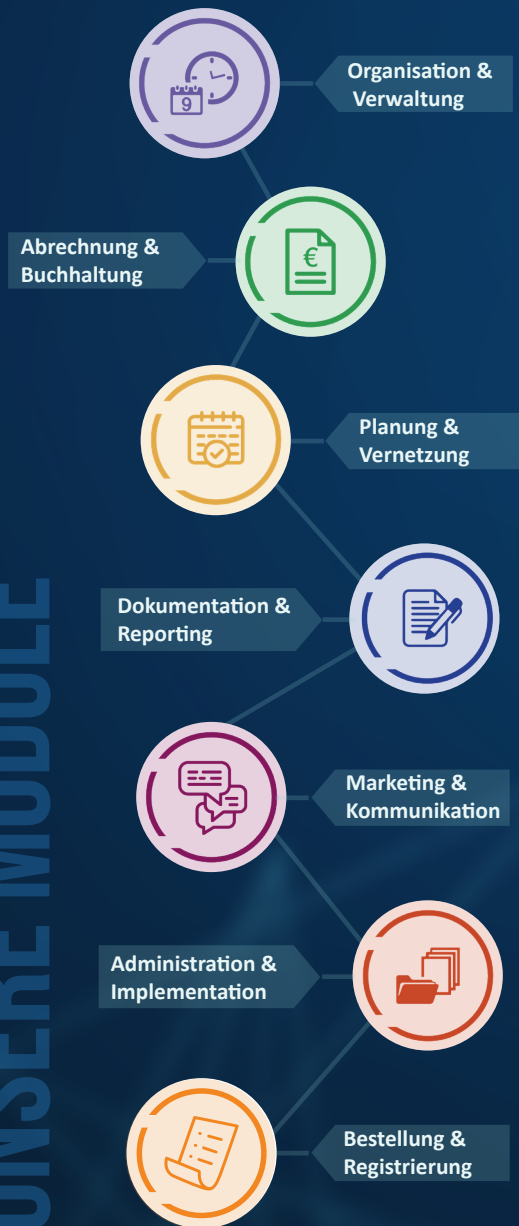 9
Organisation &
Verwaltung
€
Abrechnung &
Buchhaltung
Planung &
Vernetzung
Dokumentation &
Reporting
Marketing &
Kommunikation
Administration &
Implementation
Bestellung &
Registrierung
UNSERE MODULE